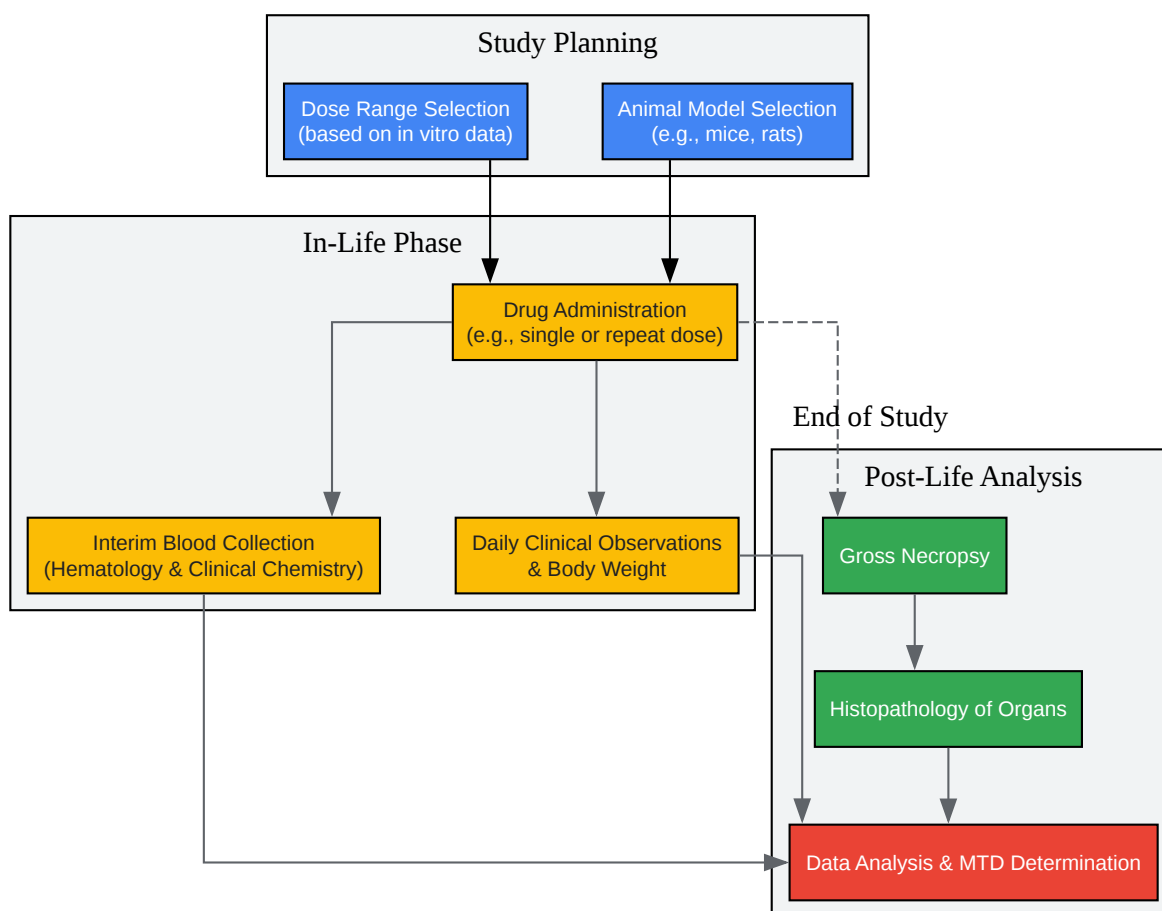 Study Planning
Dose Range Selection
(based on in vitro data)
Animal Model Selection
(e.g., mice, rats)
In-Life Phase
Drug Administration
(e.g., single or repeat dose)
End of Study
Post-Life Analysis
Interim Blood Collection
(Hematology & Clinical Chemistry)
Daily Clinical Observations
& Body Weight
Gross Necropsy
Histopathology of Organs
Data Analysis & MTD Determination